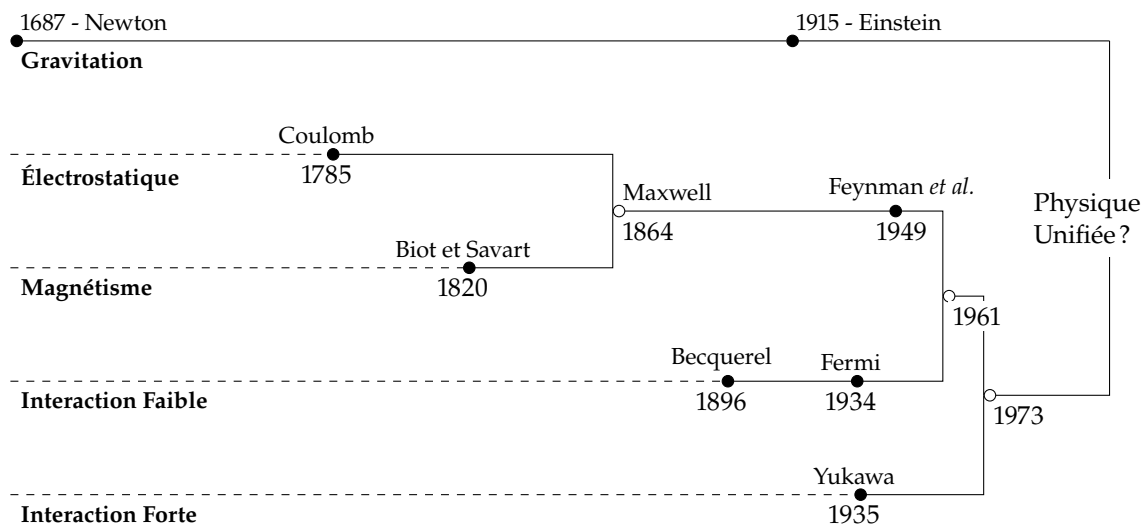 1687 - Newton
1915 - Einstein
Gravitation
Coulomb
1785
Électrostatique
Maxwell
1864
Feynman et al.
1949
Physique
Unifiée ?
Biot et Savart
1820
Magnétisme
1961
Becquerel
1896
Fermi
1934
Interaction Faible
1973
Yukawa
1935
Interaction Forte